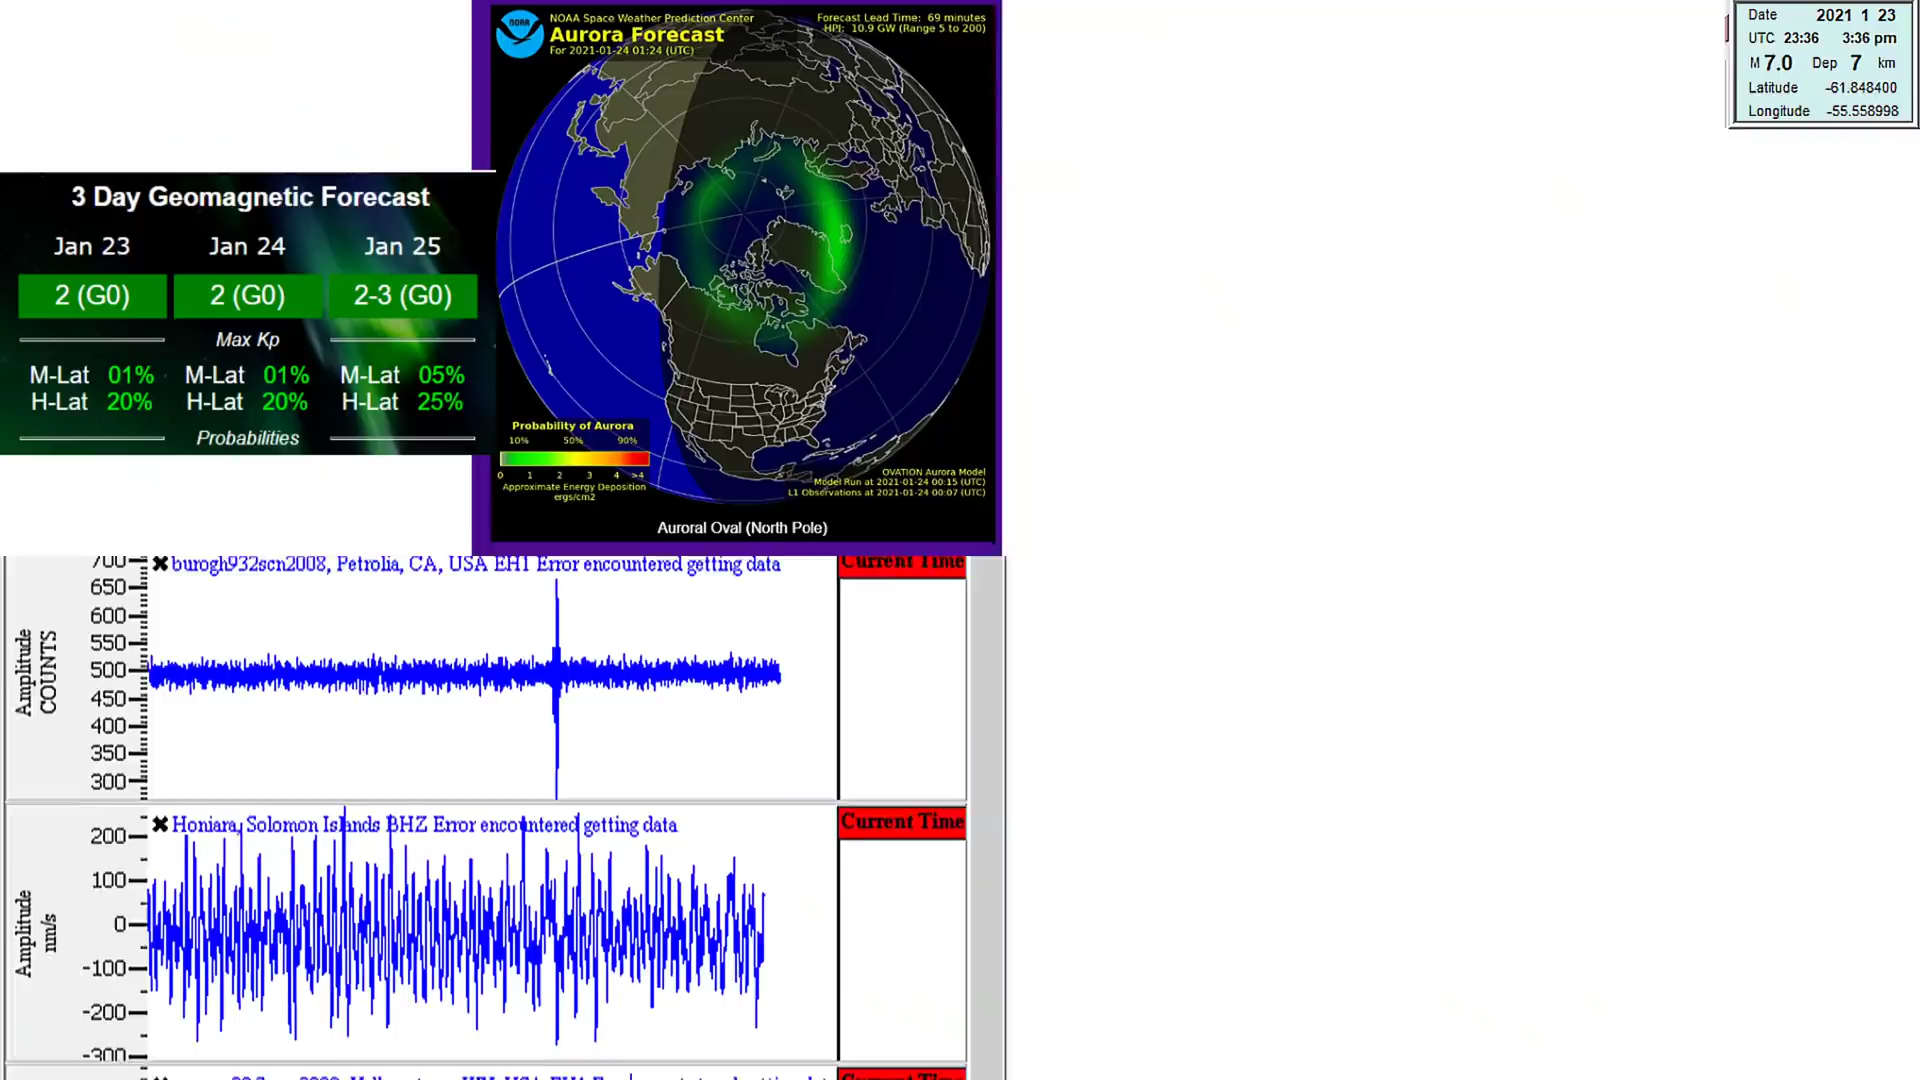 NOAA
NOAA Space Weather Prediction Center
Aurora Forecast
For 2021-01-24 01:24 (UTC)
Forecast Lead Time: 69 minutes
HPI: 10.9 GW (Range 5 to 200)
Probability of Aurora
10% 50% 90%
0 1 2 3 4 >4
Approximate Energy Deposition
ergs/cm2
OVATION Aurora Model
Model Run at 2021-01-24 00:15 (UTC)
L1 Observations at 2021-01-24 00:07 (UTC)
Auroral Oval (North Pole)
Date 2021 1 23
UTC 23:36 3:36 pm
M 7.0 Dep 7 km
Latitude -61.848400
Longitude -55.558998
3 Day Geomagnetic Forecast
Jan 23 Jan 24 Jan 25
2 (G0) 2 (G0) 2-3 (G0)
Max Kp
M-Lat 01% M-Lat 01% M-Lat 05%
H-Lat 20% H-Lat 20% H-Lat 25%
Probabilities
burogh932scn2008, Petrolia, CA, USA EH1 Error encountered getting data
Current Time
Amplitude
COUNTS
700
650
600
550
500
450
400
350
300
Honiara, Solomon Islands BHZ Error encountered getting data
Current Time
Amplitude
nm/s
200
100
0
-100
-200
-300
Current Time